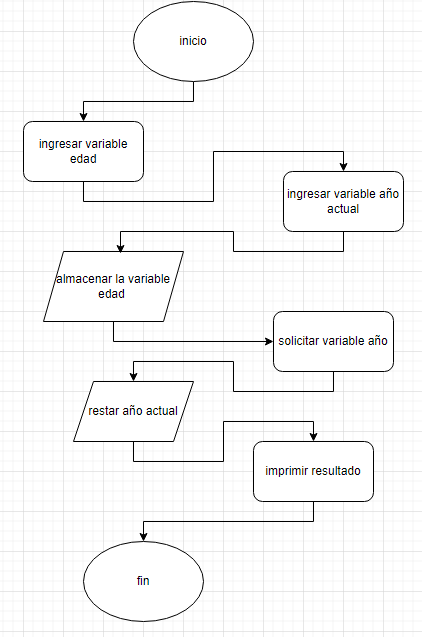 inicio
ingresar variable
edad
ingresar variable año
actual
almacenar la variable
edad
solicitar variable año
restar año actual
imprimir resultado
fin